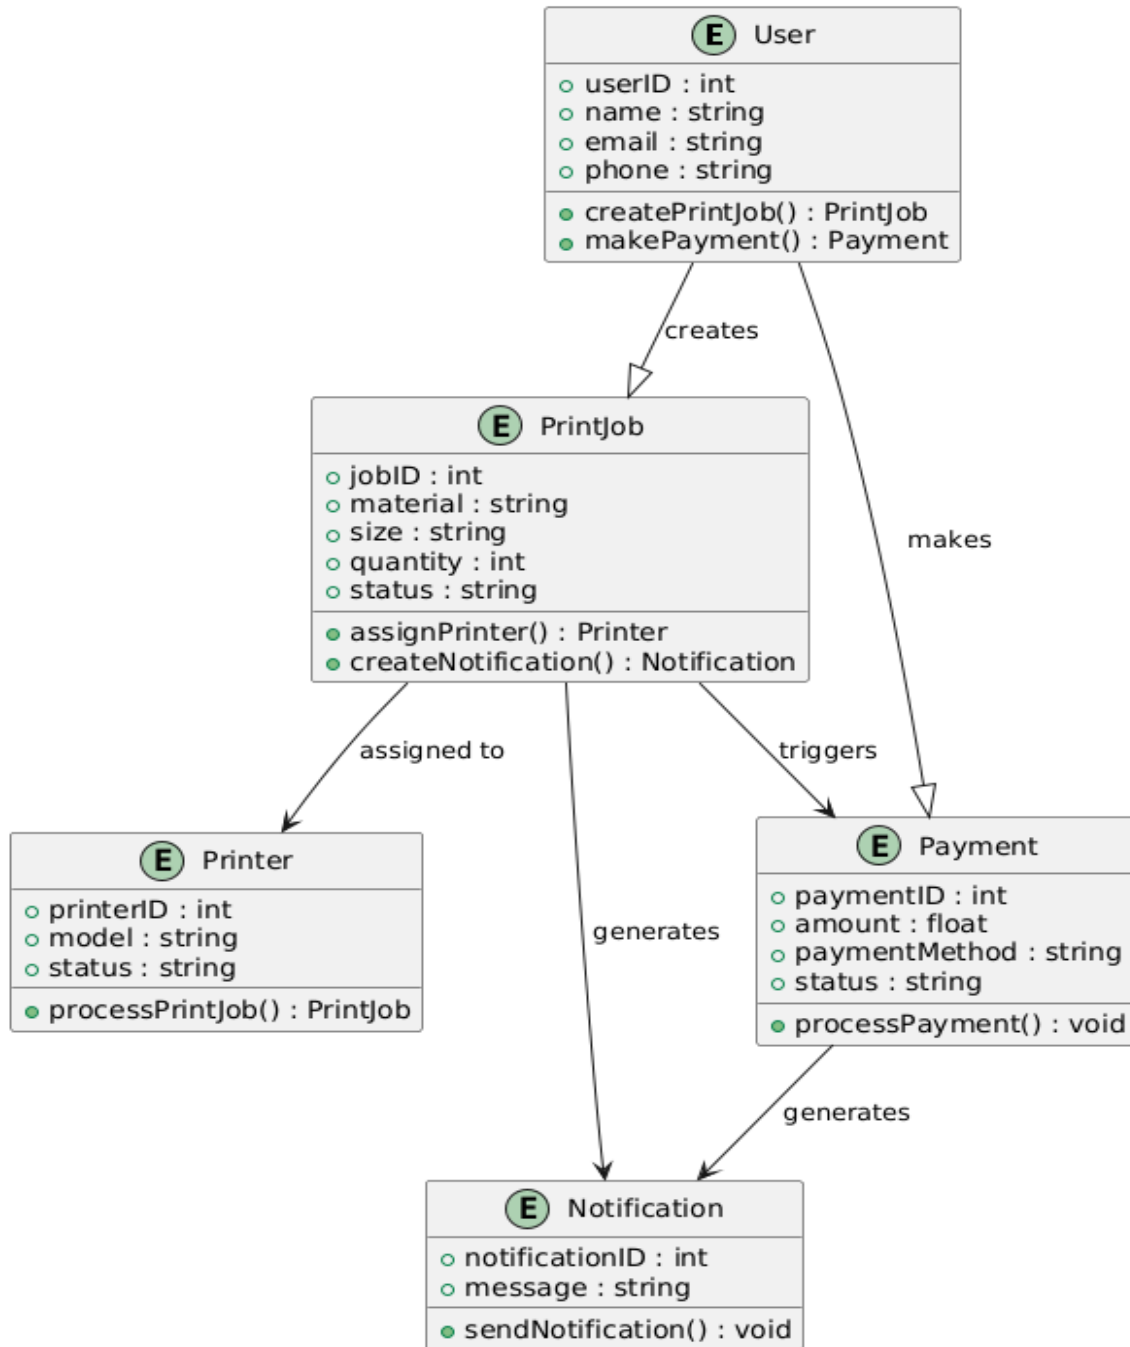 E User
userID : int
name : string
email : string
phone : string
createPrintJob() : PrintJob
makePayment() : Payment
creates
E PrintJob
jobID : int
material : string
size : string
quantity : int
status : string
assignPrinter() : Printer
createNotification() : Notification
makes
assigned to
triggers
E Printer
printerID : int
model : string
status : string
processPrintJob() : PrintJob
generates
E Payment
paymentID : int
amount : float
paymentMethod : string
status : string
processPayment() : void
generates
E Notification
notificationID : int
message : string
sendNotification() : void